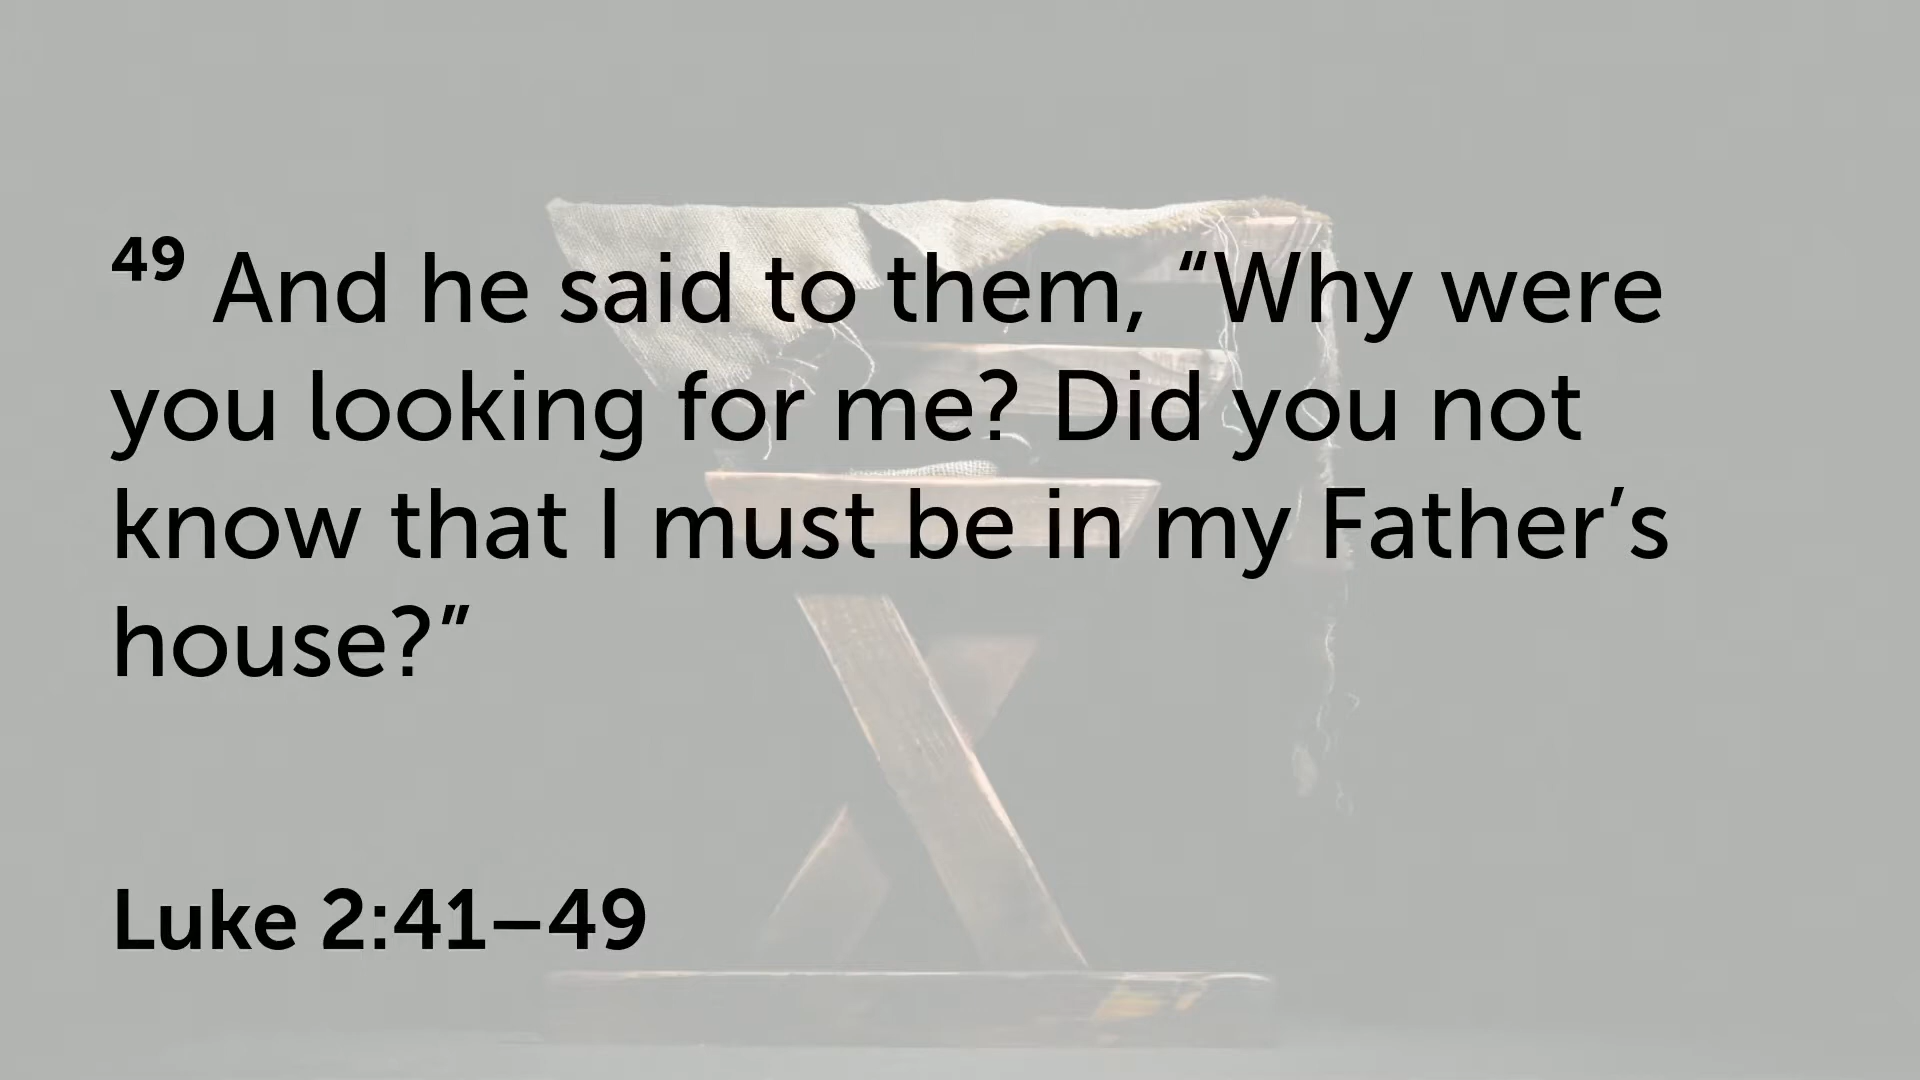 49 And he said to them, “Why were
you looking for me? Did you not
know that I must be in my Father’s
house?”
Luke 2:41–49